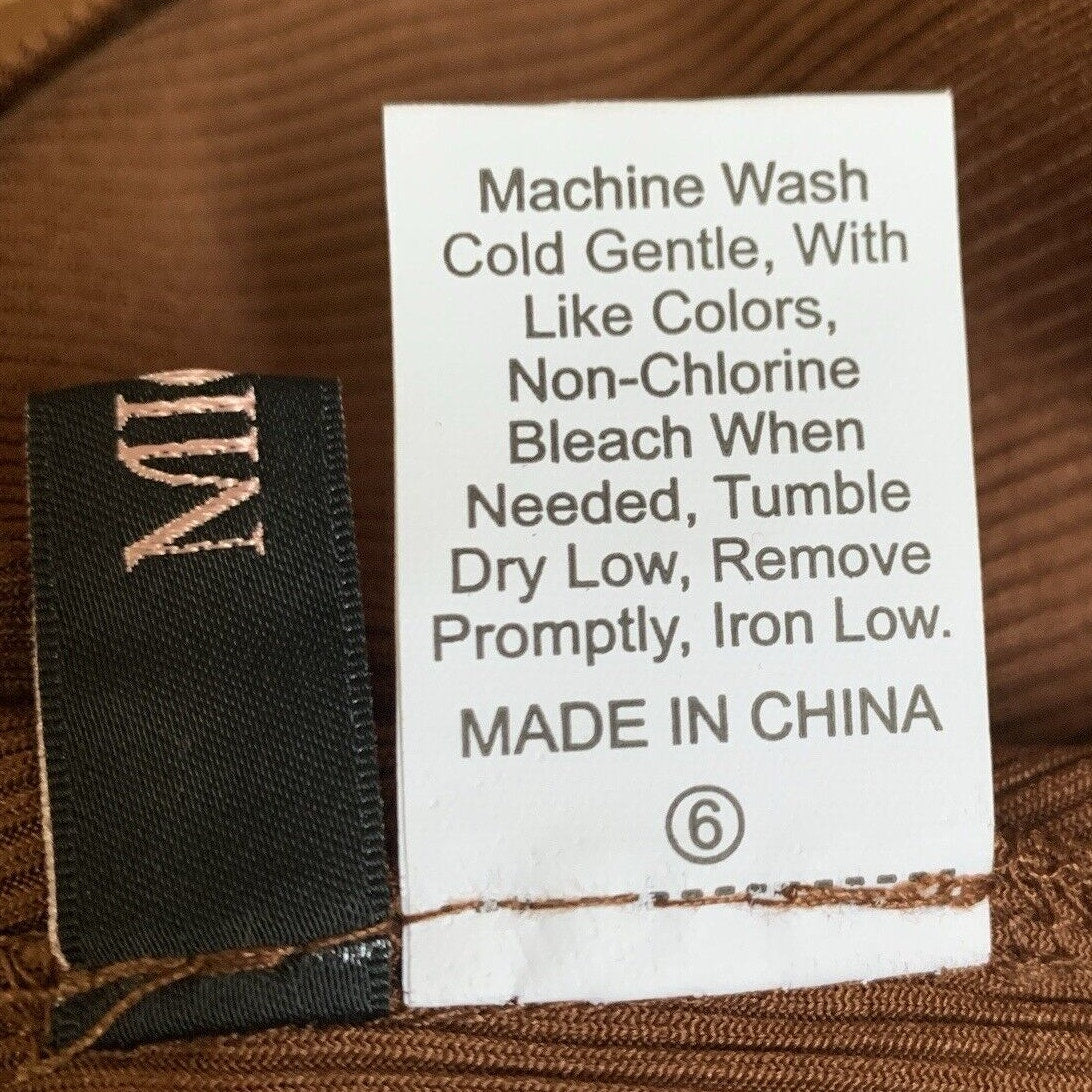 Machine Wash
Cold Gentle, With
Like Colors,
Non-Chlorine
Bleach When
Needed, Tumble
Dry Low, Remove
Promptly, Iron Low.
MADE IN CHINA
6